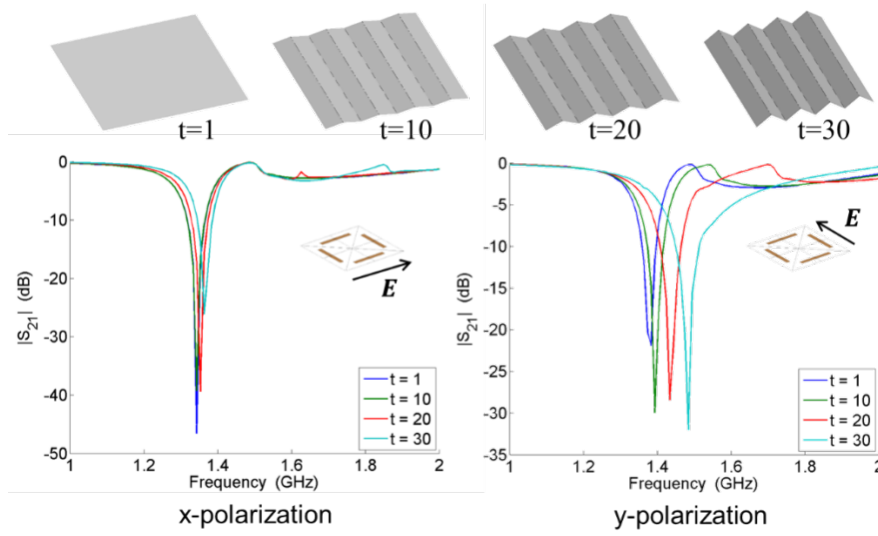 t=1
t=10
t=20
t=30
0
-10
-20
-30
-40
-50
|S21| (dB)
1
1.2
1.4
1.6
1.8
2
Frequency (GHz)
E
t = 1
t = 10
t = 20
t = 30
x-polarization
0
-5
-10
-15
-20
-25
-30
-35
|S21| (dB)
1
1.2
1.4
1.6
1.8
2
Frequency (GHz)
E
t = 1
t = 10
t = 20
t = 30
y-polarization